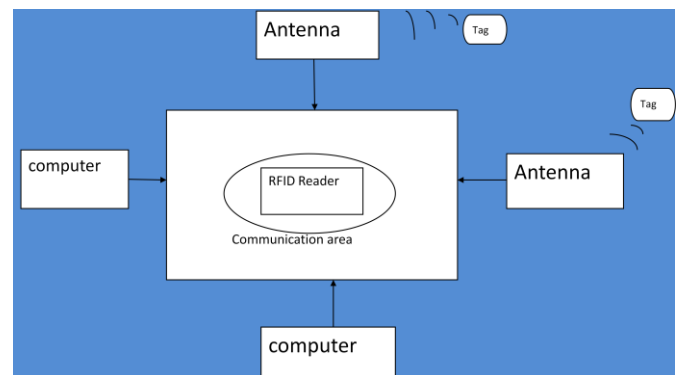 Antenna
Tag
Tag
computer
Antenna
RFID Reader
Communication area
computer